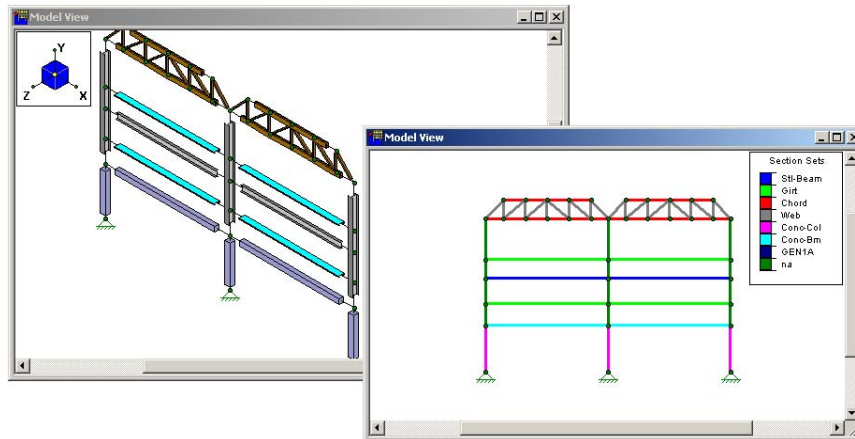 Model View
Y
Z
X
Model View
Section Sets
Stl-Beam
Girt
Chord
Web
Conc-Col
Conc-Bm
GEN1A
na